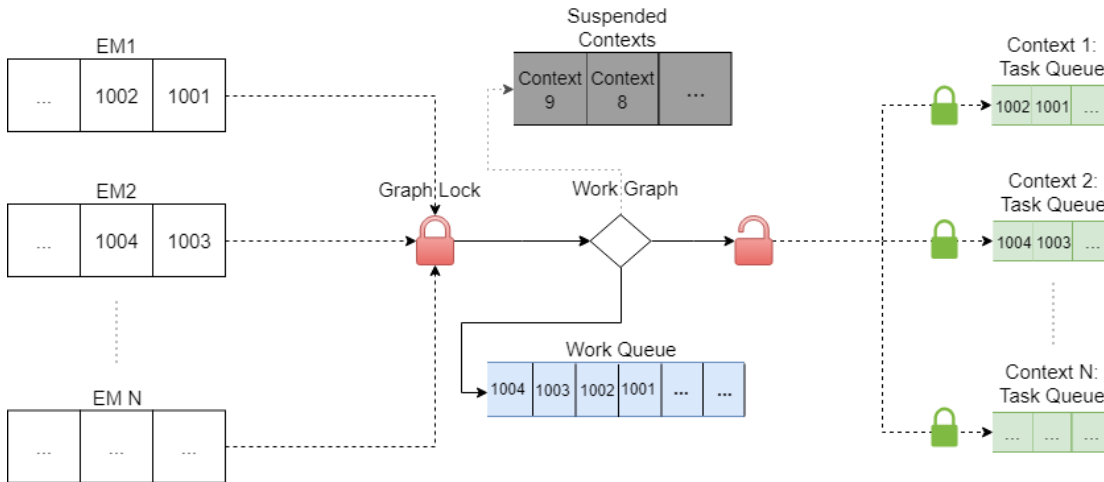 EM1
... 1002 1001
EM2
... 1004 1003
EM N
... ... ...
Graph Lock
Suspended
Contexts
Context
9
Context
8
...
Work Graph
Work Queue
1004 1003 1002 1001 ... ...
Context 1:
Task Queue
1002 1001 ...
Context 2:
Task Queue
1004 1003 ...
Context N:
Task Queue
... ... ...